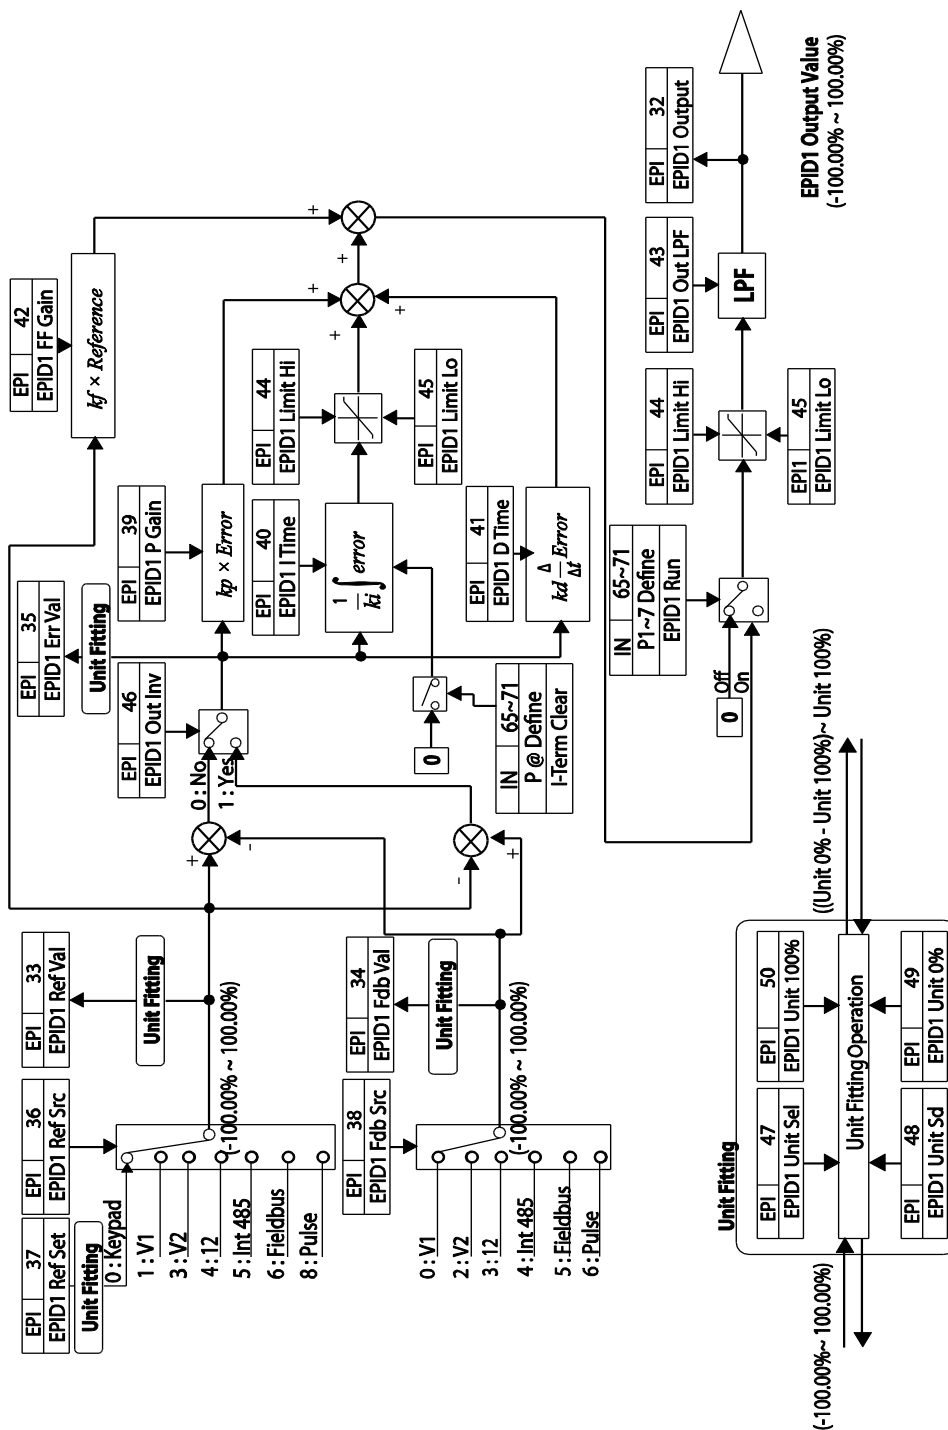 EPI 37
EPID1 Ref Set
Unit Fitting
EPI 36
EPID1 Ref Src
EPI 33
EPID1 Ref Val
Unit Fitting
0 : Keypad
1 : V1
3 : V2
4 : 12
5 : Int 485
6 : Fieldbus
8 : Pulse
(-100.00% ~ 100.00%)
EPI 38
EPID1 Fdb Src
EPI 34
EPID1 Fdb Val
Unit Fitting
0 : V1
2 : V2
3 : 12
4 : Int 485
5 : Fieldbus
6 : Pulse
(-100.00% ~ 100.00%)
+
-
-
+
EPI 46
EPID1 Out Inv
0 : No
1 : Yes
EPI 35
EPID1 Err Val
Unit Fitting
EPI 42
EPID1 FF Gain
kf × Reference
EPI 39
EPID1 P Gain
kp × Error
EPI 40
EPID1 I Time
1/ki ∫ error
EPI 44
EPID1 Limit Hi
EPI 45
EPID1 Limit Lo
EPI 41
EPID1 D Time
kd Δ/Δt Error
0
IN 65~71
P @ Define
I-Term Clear
+
+
+
+
+
IN 65~71
P1~7 Define
EPID1 Run
0
Off
On
EPI 44
EPID1 Limit Hi
EPI1 45
EPID1 Limit Lo
EPI 43
EPID1 Out LPF
LPF
EPI 32
EPID1 Output
EPID1 Output Value
(-100.00% ~ 100.00%)
Unit Fitting
EPI 47
EPID1 Unit Sel
EPI 50
EPID1 Unit 100%
Unit Fitting Operation
EPI 48
EPID1 Unit Sd
EPI 49
EPID1 Unit 0%
(-100.00%~ 100.00%)
((Unit 0% - Unit 100%)~ Unit 100%)